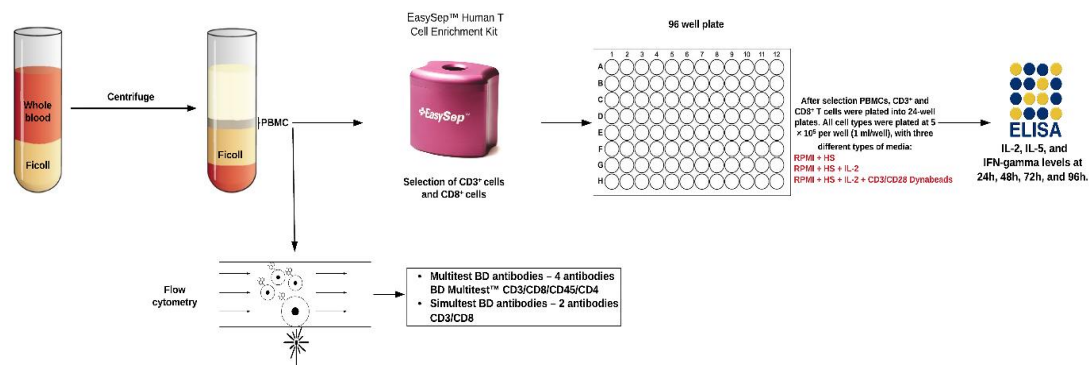 EasySep™ Human T
Cell Enrichment Kit
96 well plate
Whole
blood
Ficoll
Centrifuge
PBMC
Ficoll
EasySep™
Selection of CD3⁺ cells
and CD8⁺ cells
1 2 3 4 5 6 7 8 9 10 11 12
A
B
C
D
E
F
G
H
After selection PBMCs, CD3⁺ and
CD8⁺ T cells were plated into 24-well
plates. All cell types were plated at 5
× 10⁵ per well (1 ml/well), with three
different types of media:
RPMI + HS
RPMI + HS + IL-2
RPMI + HS + IL-2 + CD3/CD28 Dynabeads
ELISA
IL-2, IL-5, and
IFN-gamma levels at
24h, 48h, 72h, and 96h.
Flow
cytometry
• Multitest BD antibodies – 4 antibodies
BD Multitest™ CD3/CD8/CD45/CD4
• Simultest BD antibodies – 2 antibodies
CD3/CD8